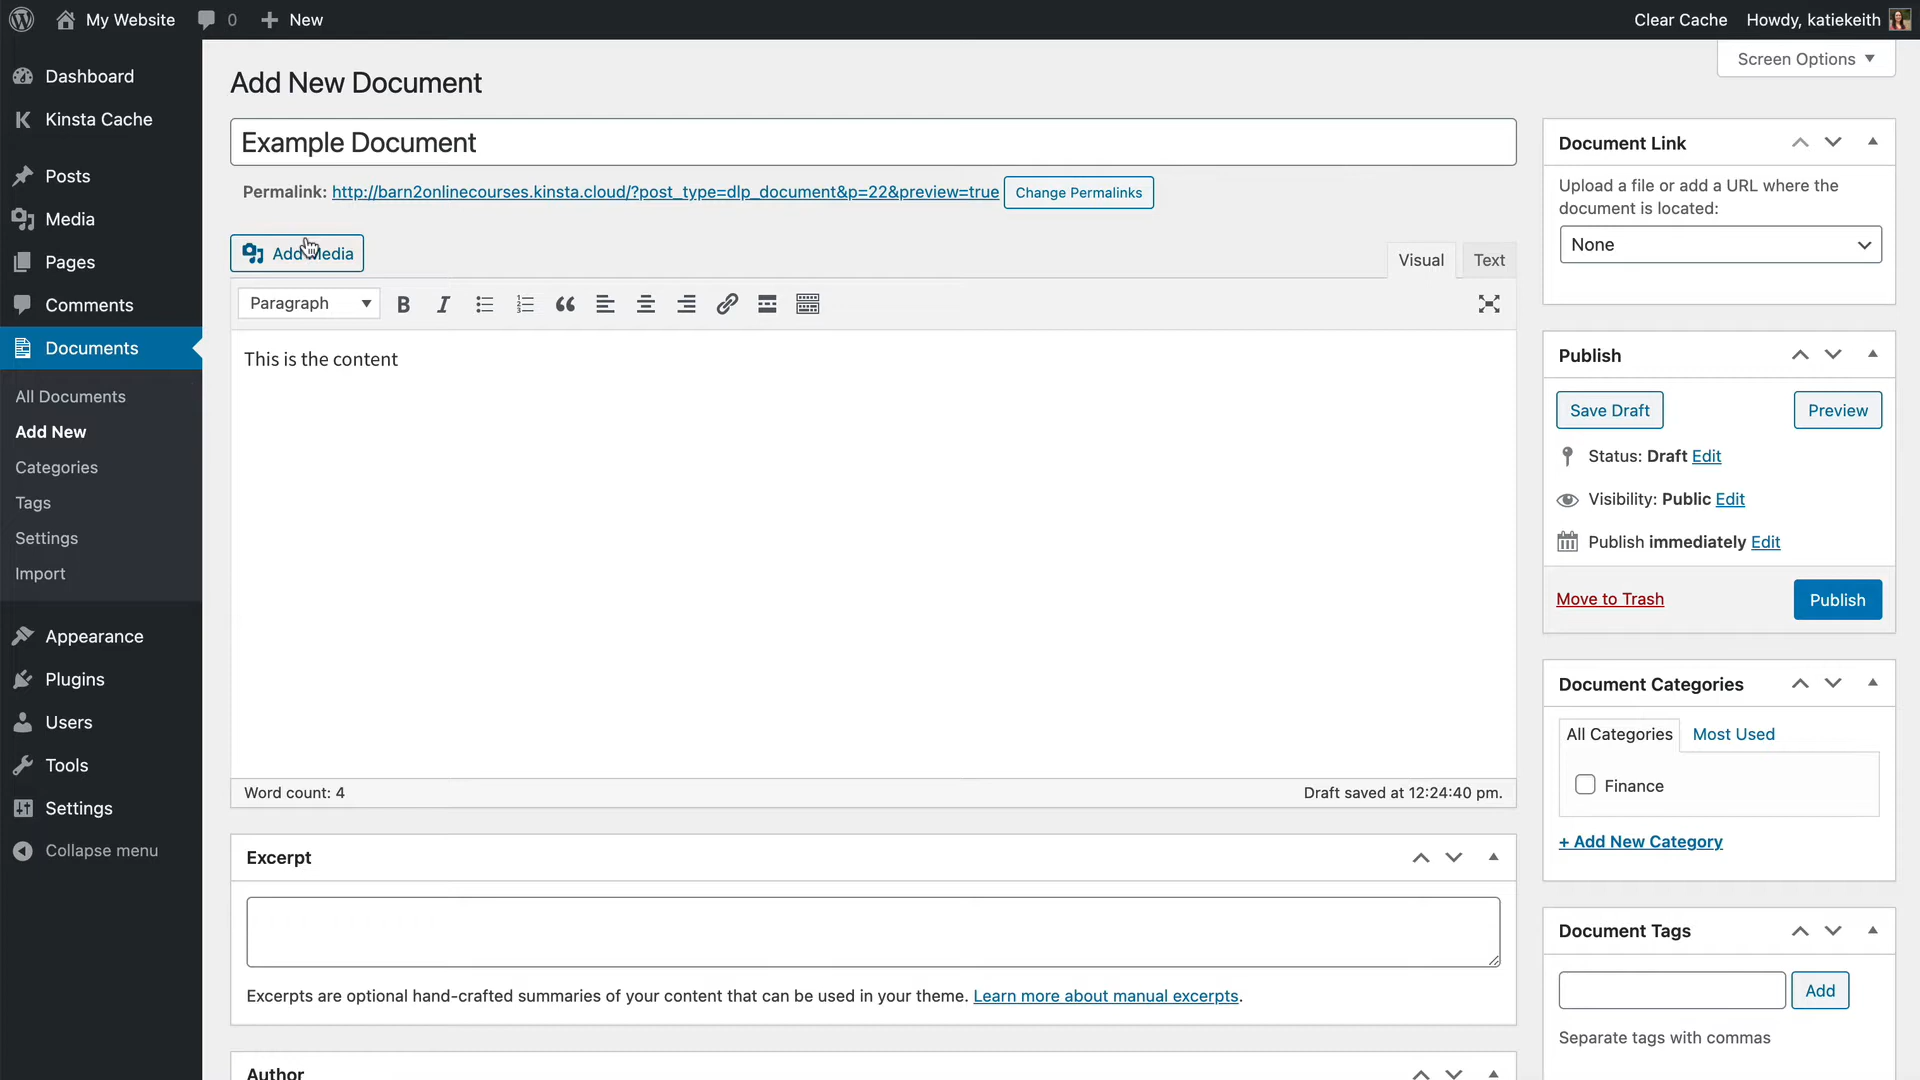 My Website 0 New Clear Cache Howdy, katiekeith
Screen Options
Dashboard
Kinsta Cache
Posts
Media
Pages
Comments
Documents
All Documents
Add New
Categories
Tags
Settings
Import
Appearance
Plugins
Users
Tools
Settings
Collapse menu
Add New Document
Example Document
Permalink: http://barn2onlinecourses.kinsta.cloud/?post_type=dlp_document&p=22&preview=true Change Permalinks
Add Media
Visual Text
Paragraph
This is the content
Word count: 4 Draft saved at 12:24:40 pm.
Excerpt
Excerpts are optional hand-crafted summaries of your content that can be used in your theme. Learn more about manual excerpts.
Author
Document Link
Upload a file or add a URL where the
document is located:
None
Publish
Save Draft Preview
Status: Draft Edit
Visibility: Public Edit
Publish immediately Edit
Move to Trash Publish
Document Categories
All Categories Most Used
Finance
+ Add New Category
Document Tags
Add
Separate tags with commas